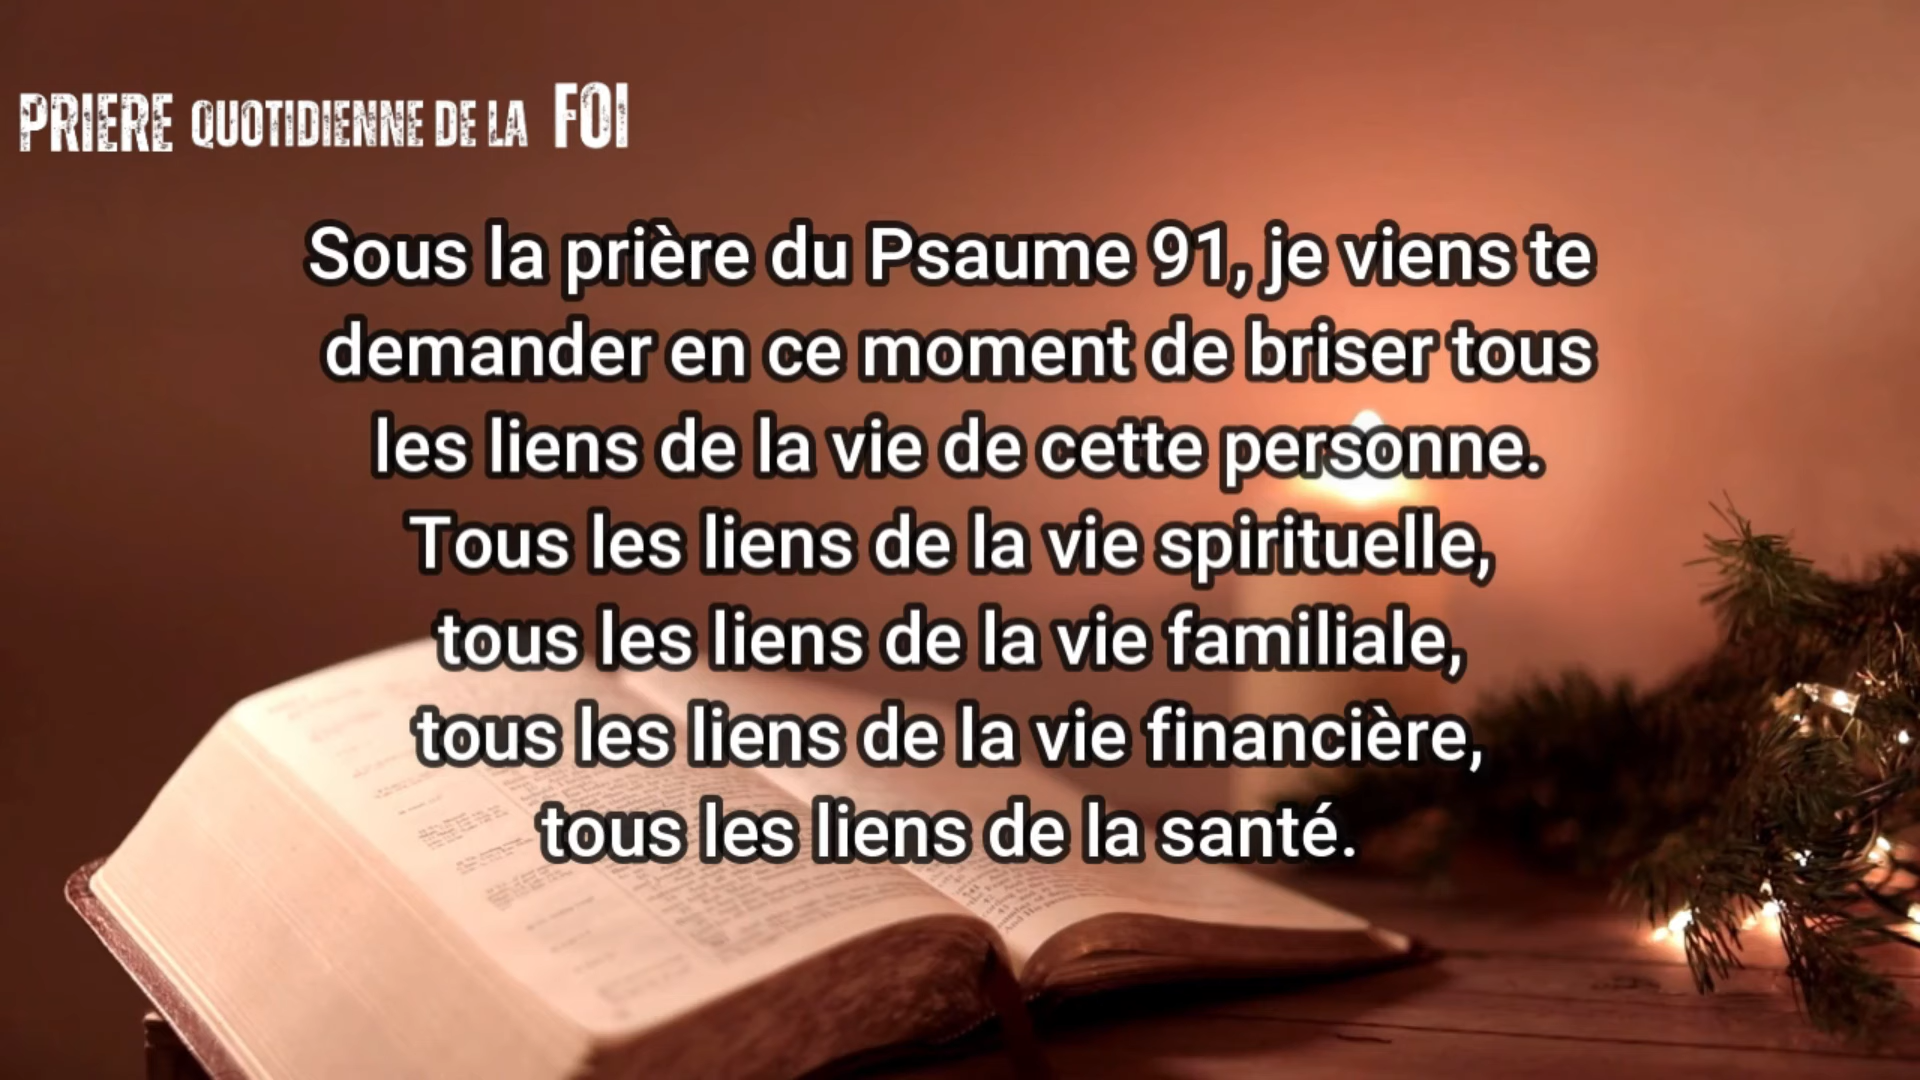 PRIERE QUOTIDIENNE DE LA FOI
Sous la prière du Psaume 91, je viens te
demander en ce moment de briser tous
les liens de la vie de cette personne.
Tous les liens de la vie spirituelle,
tous les liens de la vie familiale,
tous les liens de la vie financière,
tous les liens de la santé.